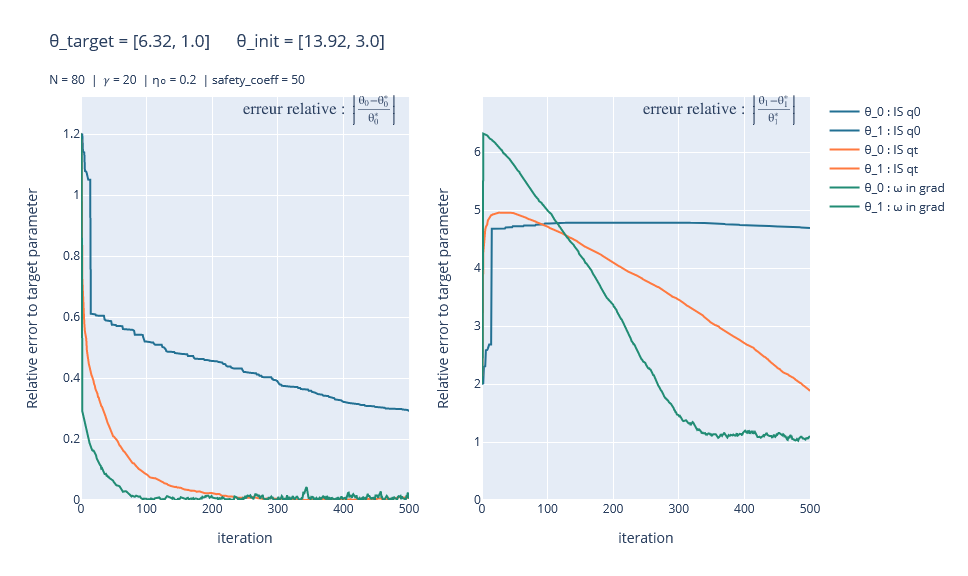 θ_target = [6.32, 1.0]      θ_init = [13.92, 3.0]
N = 80 | γ = 20 | η₀ = 0.2 | safety_coeff = 50
erreur relative : |θ₀−θ₀*/θ₀*|
erreur relative : |θ₁−θ₁*/θ₁*|
Relative error to target parameter
1.2
1
0.8
0.6
0.4
0.2
0
0 100 200 300 400 500
iteration
Relative error to target parameter
6
5
4
3
2
1
0
0 100 200 300 400 500
iteration
θ_0 : IS q0
θ_1 : IS q0
θ_0 : IS qt
θ_1 : IS qt
θ_0 : ω in grad
θ_1 : ω in grad